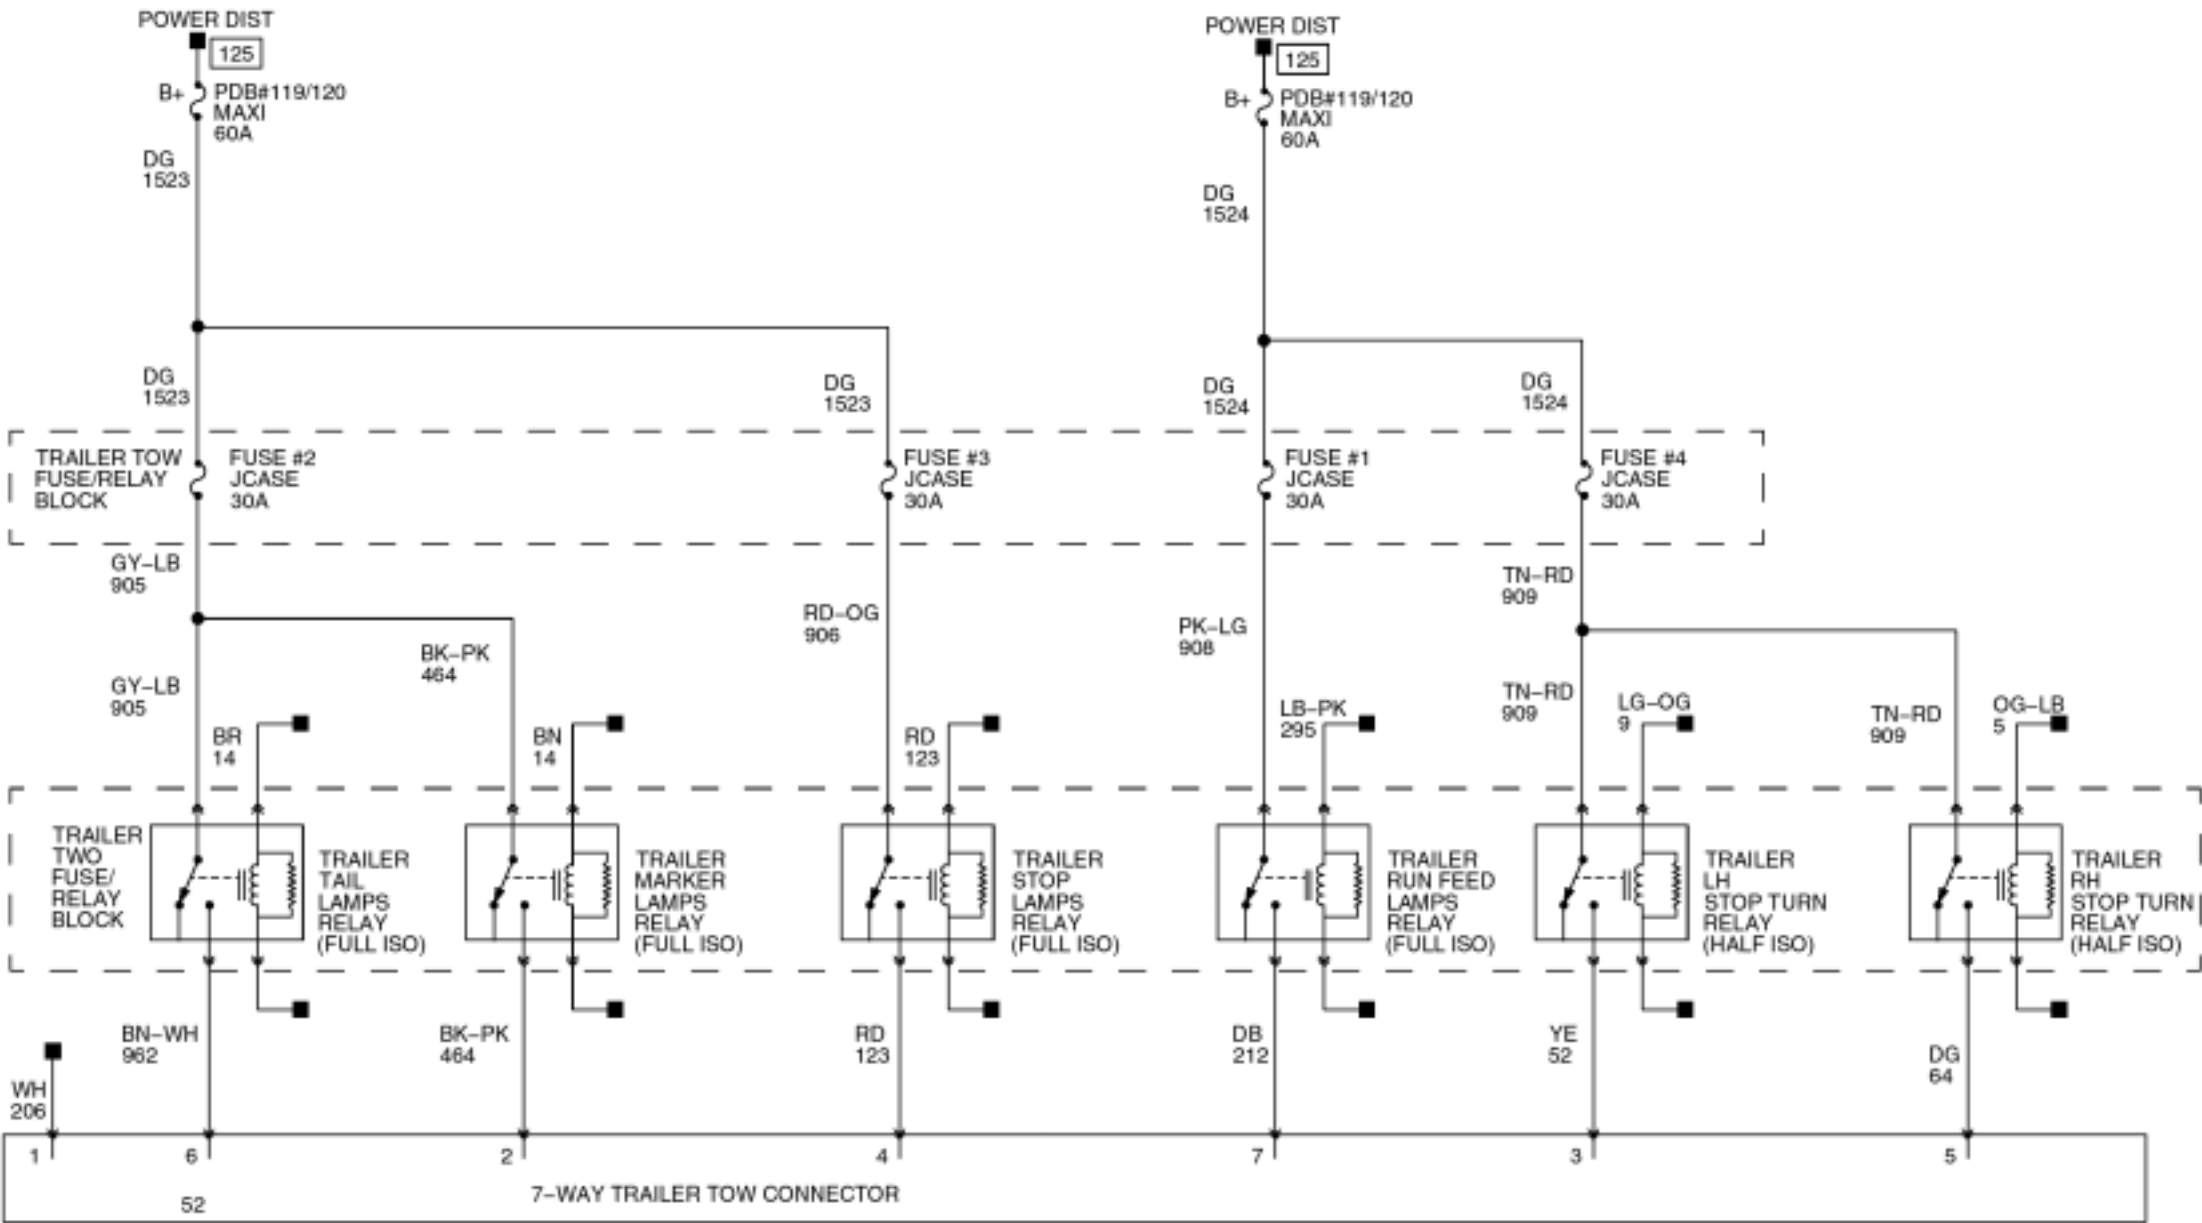 POWER DIST
125
B+
PDB#119/120
MAXI
60A
DG
1523
POWER DIST
125
B+
PDB#119/120
MAXI
60A
DG
1524
DG
1523
DG
1523
DG
1524
DG
1524
TRAILER TOW
FUSE/RELAY
BLOCK
FUSE #2
JCASE
30A
FUSE #3
JCASE
30A
FUSE #1
JCASE
30A
FUSE #4
JCASE
30A
GY-LB
905
TN-RD
909
RD-OG
906
PK-LG
908
BK-PK
464
GY-LB
905
TN-RD
909
BR
14
BN
14
RD
123
LB-PK
295
LG-OG
9
TN-RD
909
OG-LB
5
TRAILER
TWO
FUSE/
RELAY
BLOCK
TRAILER
TAIL
LAMPS
RELAY
(FULL ISO)
TRAILER
MARKER
LAMPS
RELAY
(FULL ISO)
TRAILER
STOP
LAMPS
RELAY
(FULL ISO)
TRAILER
RUN FEED
LAMPS
RELAY
(FULL ISO)
TRAILER
LH
STOP TURN
RELAY
(HALF ISO)
TRAILER
RH
STOP TURN
RELAY
(HALF ISO)
WH
206
BN-WH
962
BK-PK
464
RD
123
DB
212
YE
52
DG
64
1
6
2
4
7
3
5
52
7-WAY TRAILER TOW CONNECTOR